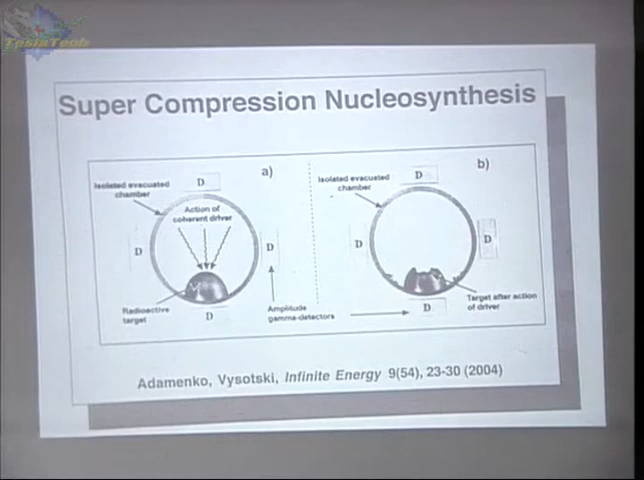 TeslaTech
Super Compression Nucleosynthesis
a)
Isolated evacuated
chamber
D
Action of
coherent driver
D
D
Radioactive
target
D
Amplitude
gamma-detectors
b)
Isolated evacuated
chamber
D
D
D
Target after action
of driver
D
Adamenko, Vysotski, Infinite Energy 9(54), 23-30 (2004)